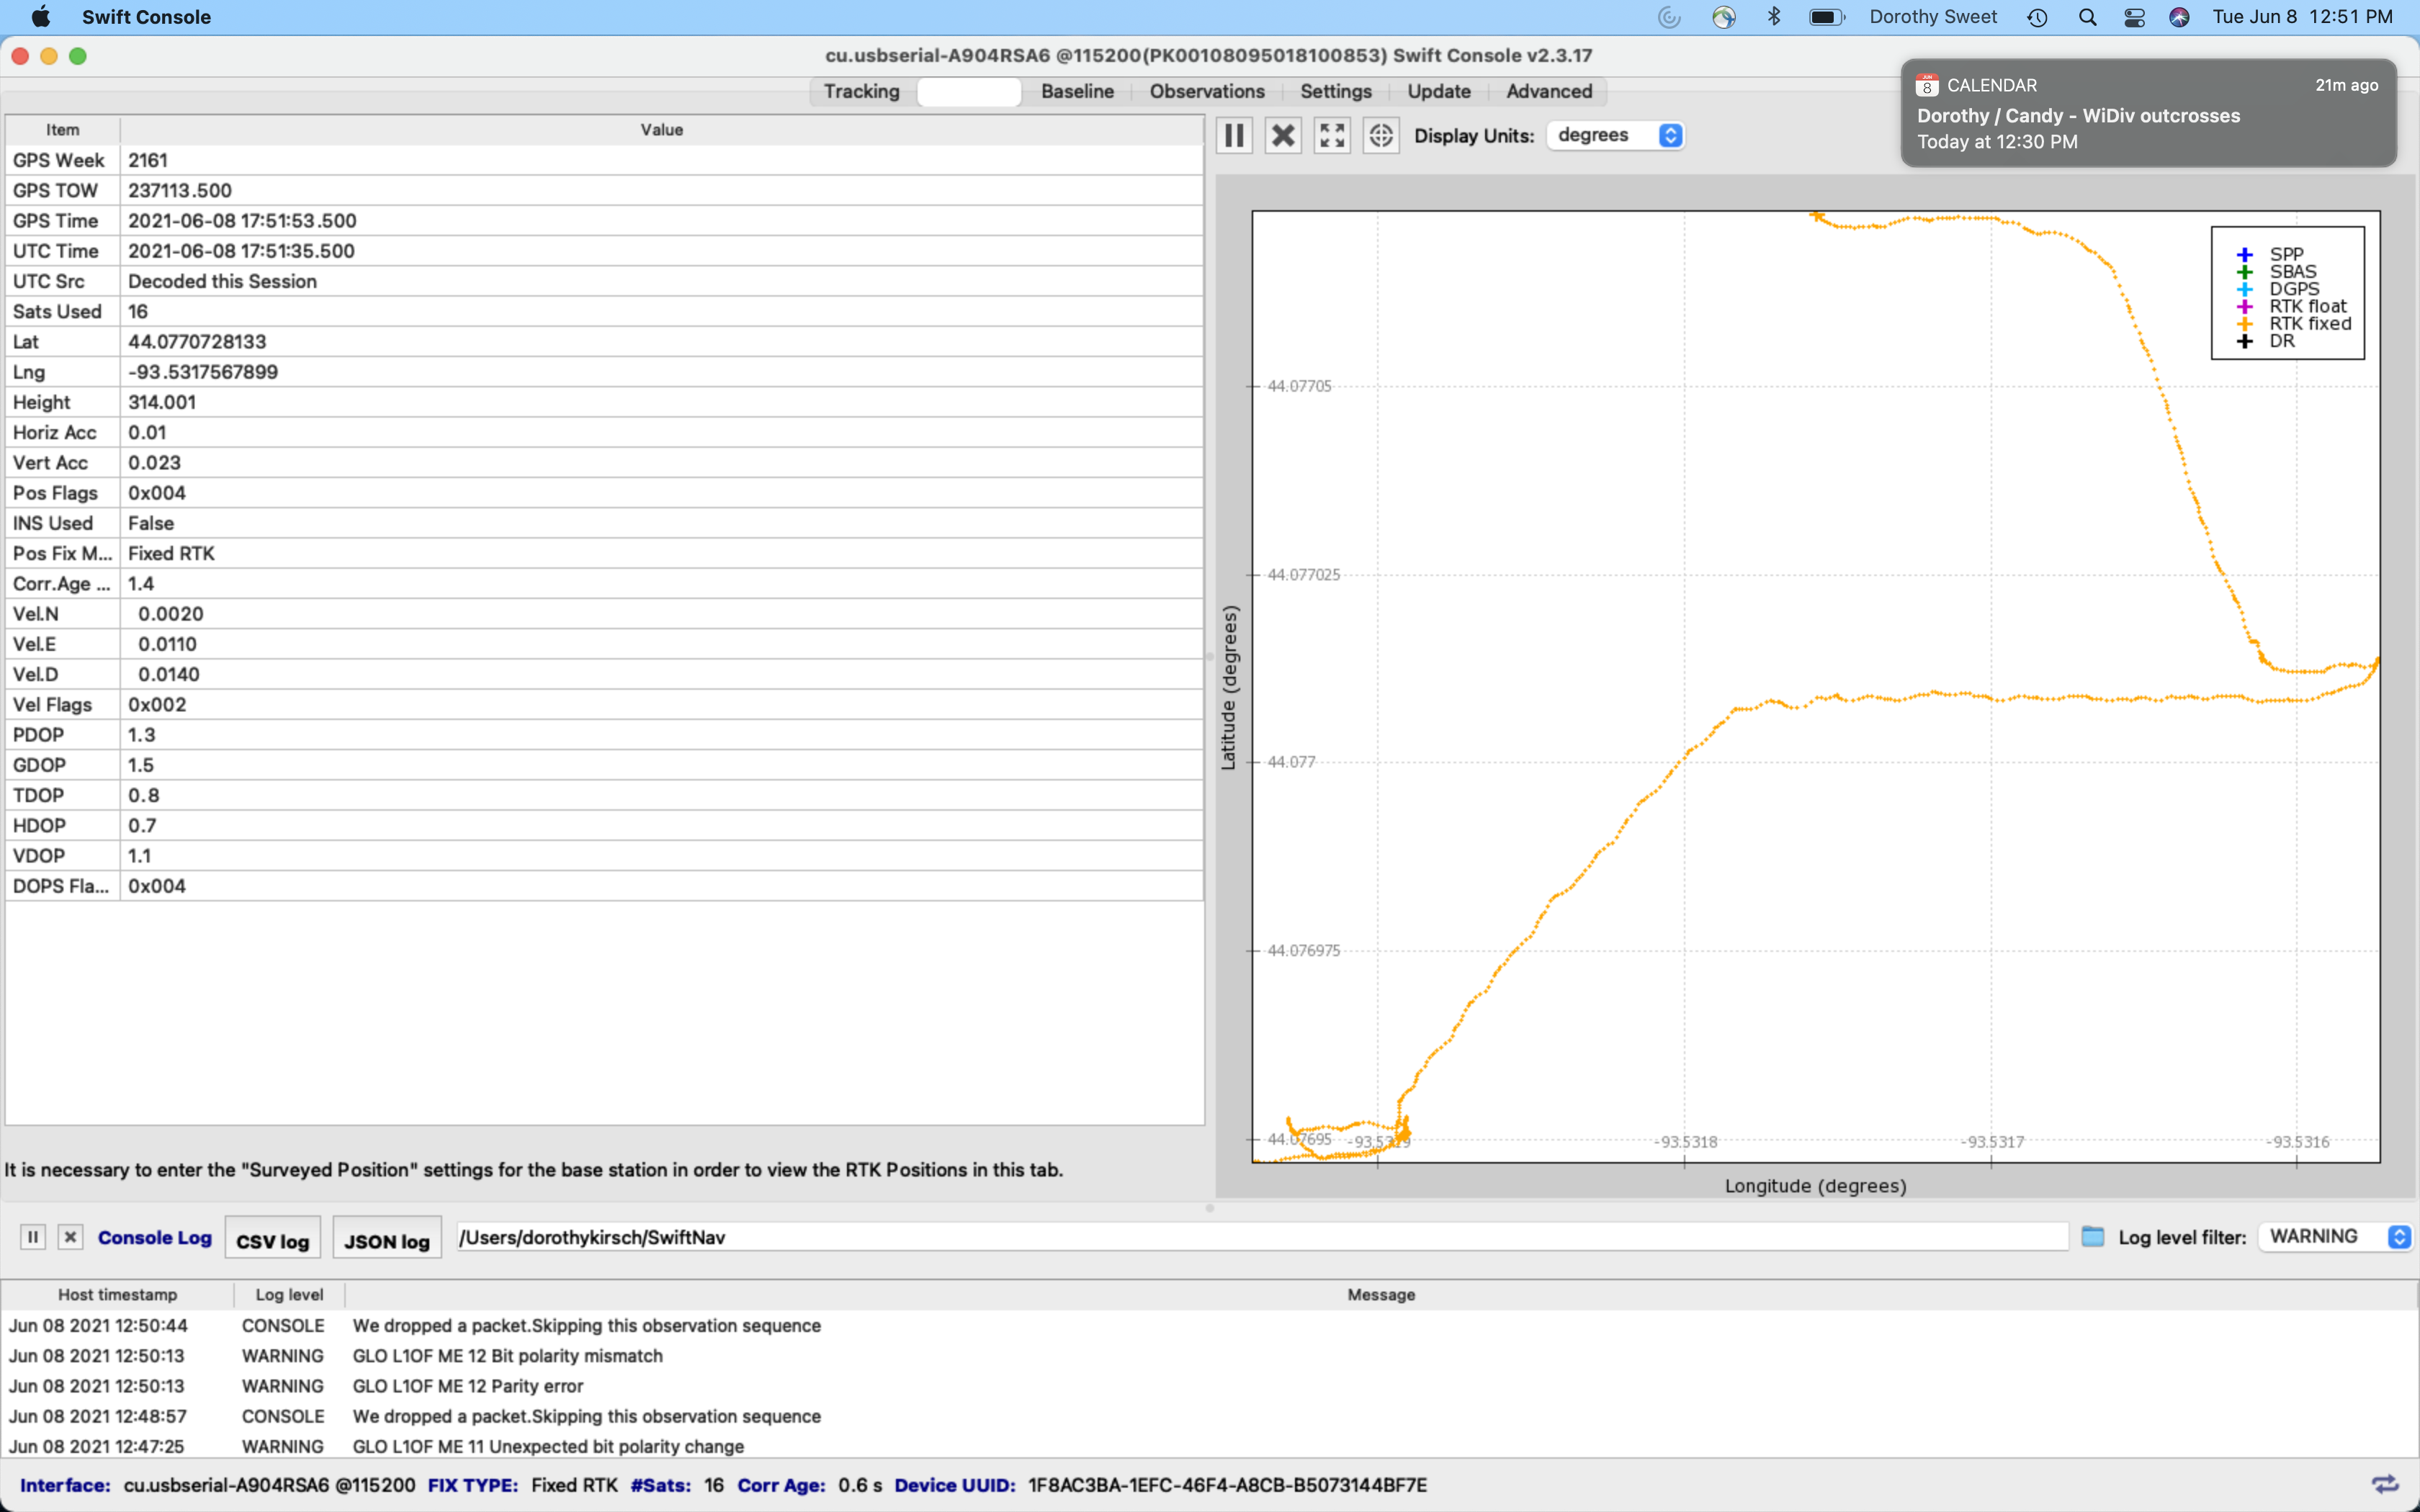 Swift Console
Dorothy Sweet
Tue Jun 8 12:51 PM
cu.usbserial-A904RSA6 @115200(PK00108095018100853) Swift Console v2.3.17
Tracking Baseline Observations Settings Update Advanced
JUN 8 CALENDAR 21m ago
Dorothy / Candy - WiDiv outcrosses
Today at 12:30 PM
Item Value
GPS Week 2161
GPS TOW 237113.500
GPS Time 2021-06-08 17:51:53.500
UTC Time 2021-06-08 17:51:35.500
UTC Src Decoded this Session
Sats Used 16
Lat 44.0770728133
Lng -93.5317567899
Height 314.001
Horiz Acc 0.01
Vert Acc 0.023
Pos Flags 0x004
INS Used False
Pos Fix M... Fixed RTK
Corr.Age ... 1.4
Vel.N 0.0020
Vel.E 0.0110
Vel.D 0.0140
Vel Flags 0x002
PDOP 1.3
GDOP 1.5
TDOP 0.8
HDOP 0.7
VDOP 1.1
DOPS Fla... 0x004
It is necessary to enter the "Surveyed Position" settings for the base station in order to view the RTK Positions in this tab.
Display Units: degrees
SPP
SBAS
DGPS
RTK float
RTK fixed
DR
Latitude (degrees)
44.07705
44.077025
44.077
44.076975
44.07695
-93.5319 -93.5318 -93.5317 -93.5316
Longitude (degrees)
Console Log CSV log JSON log /Users/dorothykirsch/SwiftNav Log level filter: WARNING
Host timestamp Log level Message
Jun 08 2021 12:50:44 CONSOLE We dropped a packet.Skipping this observation sequence
Jun 08 2021 12:50:13 WARNING GLO L1OF ME 12 Bit polarity mismatch
Jun 08 2021 12:50:13 WARNING GLO L1OF ME 12 Parity error
Jun 08 2021 12:48:57 CONSOLE We dropped a packet.Skipping this observation sequence
Jun 08 2021 12:47:25 WARNING GLO L1OF ME 11 Unexpected bit polarity change
Interface: cu.usbserial-A904RSA6 @115200 FIX TYPE: Fixed RTK #Sats: 16 Corr Age: 0.6 s Device UUID: 1F8AC3BA-1EFC-46F4-A8CB-B5073144BF7E